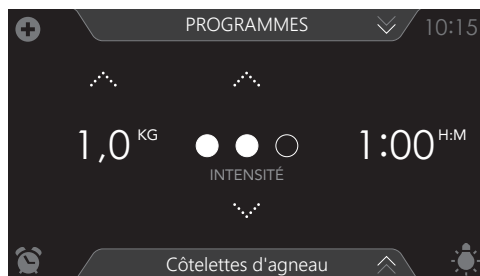 PROGRAMMES 10:15
1,0 KG 1:00 H:M
INTENSITÉ
Côtelettes d'agneau